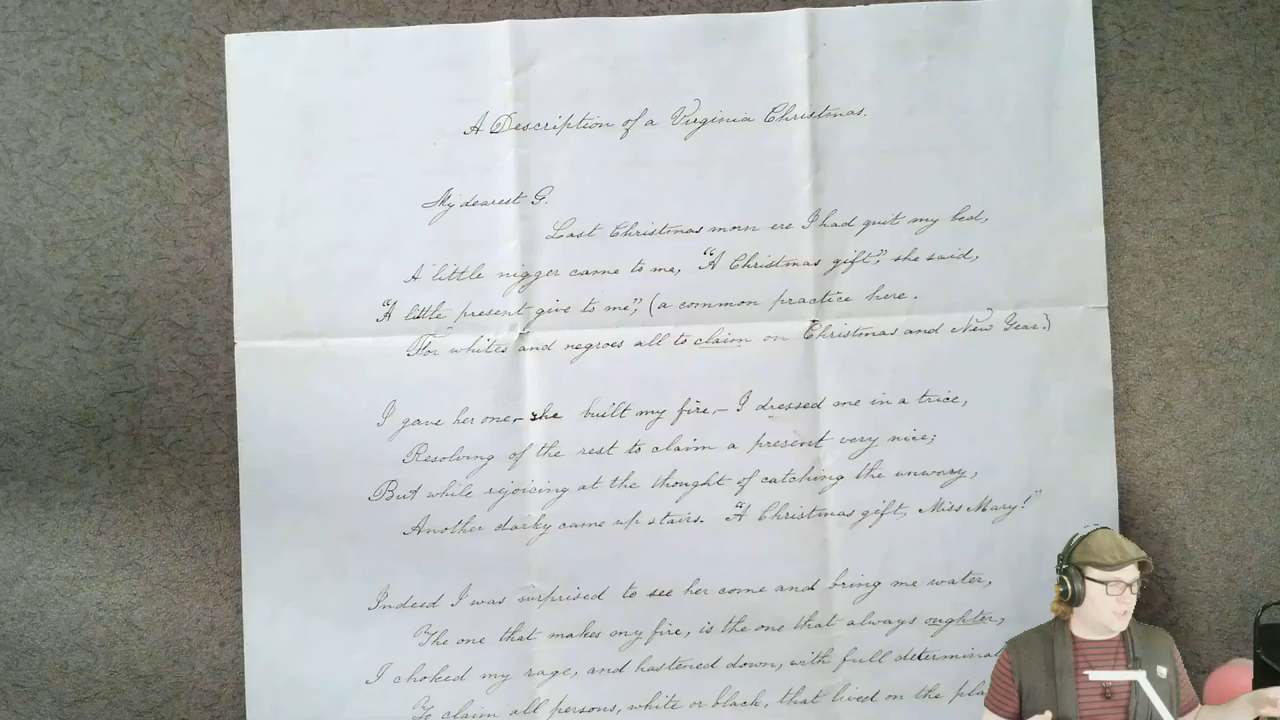 A Description of a Virginia Christmas.
My dearest G.
Last Christmas morn ere I had quit my bed,
A little nigger came to me, "A Christmas gift", she said,
"A little present give to me"; (a common practice here.
For whites and negroes all to claim on Christmas and New Year.)
I gave her one,- she built my fire,- I dressed me in a trice,
Resolving of the rest to claim a present very nice;
But while rejoicing at the thought of catching the unwary,
Another darky came up stairs. "A Christmas gift, Miss Mary!"
Indeed I was surprised to see her come and bring me water,
The one that makes my fire, is the one that always oughter,
I choked my rage, and hastened down, with full determinat
To claim all persons, white or black, that lived on the pla